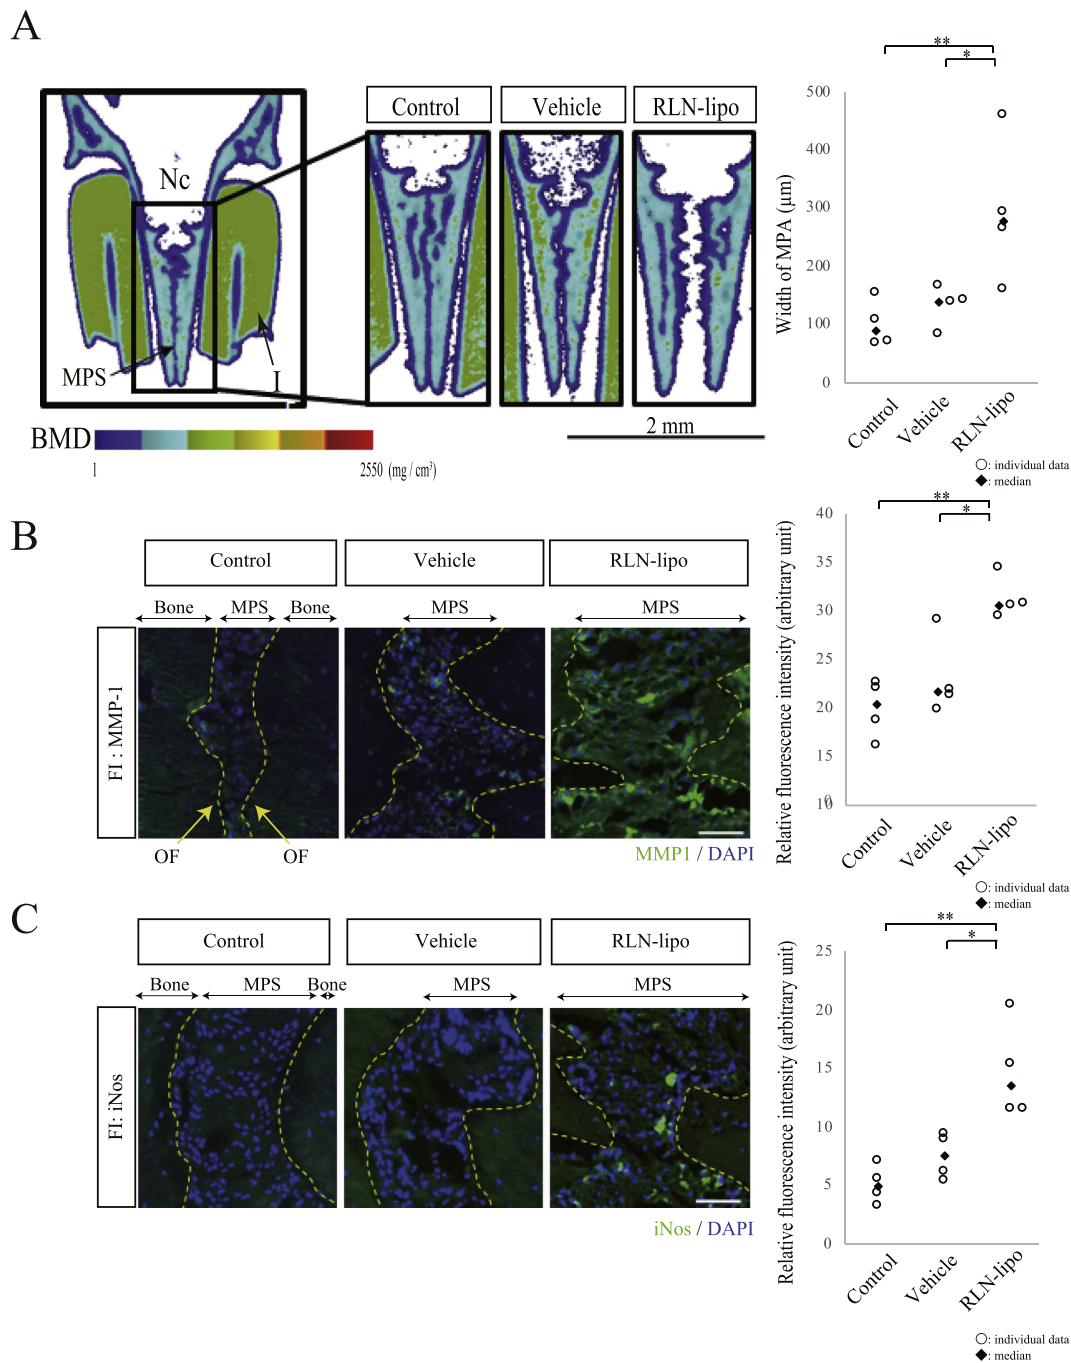 A
Control
Vehicle
RLN-lipo
Nc
MPS
I
BMD
1
2550 (mg / cm³)
2 mm
**
*
Width of MPA (μm)
500
400
300
200
100
0
Control
Vehicle
RLN-lipo
: individual data
: median
B
Control
Vehicle
RLN-lipo
Bone
MPS
Bone
MPS
MPS
FI : MMP-1
OF
OF
MMP1 / DAPI
**
*
Relative fluorescence intensity (arbitrary unit)
40
35
30
25
20
15
10
0
Control
Vehicle
RLN-lipo
: individual data
: median
C
Control
Vehicle
RLN-lipo
Bone
MPS
Bone
MPS
MPS
FI: iNos
iNos / DAPI
**
*
Relative fluorescence intensity (arbitrary unit)
25
20
15
10
5
0
Control
Vehicle
RLN-lipo
: individual data
: median